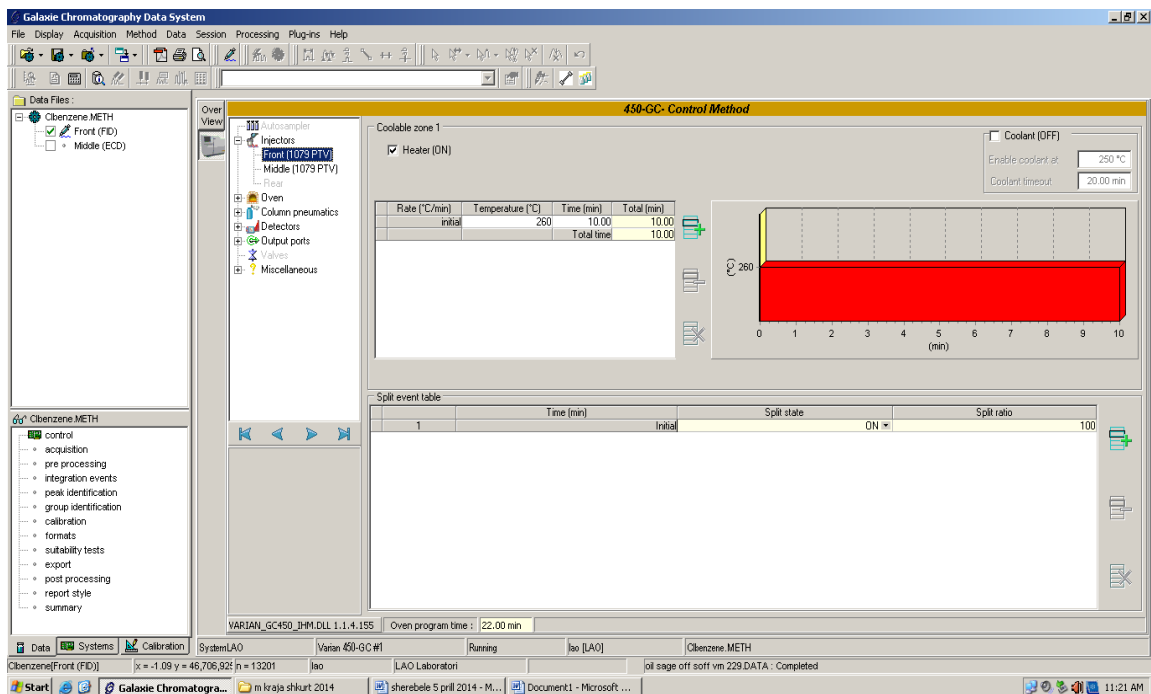 Galaxie Chromatography Data System
File Display Acquisition Method Data Session Processing Plug-ins Help
Data Files :
Clbenzene.METH
Front (FID)
Middle (ECD)
Over View
450-GC- Control Method
Autosampler
Injectors
Front (1079 PTV)
Middle (1079 PTV)
Rear
Oven
Column pneumatics
Detectors
Output ports
Valves
Miscellaneous
Coolable zone 1
Heater (ON)
Coolant (OFF)
Enable coolant at 250 °C
Coolant timeout 20.00 min
Rate (°C/min) Temperature (°C) Time (min) Total (min)
initial 260 10.00 10.00
Total time 10.00
(°C) 260
0 1 2 3 4 5 6 7 8 9 10
(min)
Split event table
Time (min) Split state Split ratio
1 Initial ON 100
Clbenzene.METH
control
acquisition
pre processing
integration events
peak identification
group identification
calibration
formats
suitability tests
export
post processing
report style
summary
VARIAN_GC450_IHM.DLL 1.1.4.155 Oven program time : 22.00 min
Data Systems Calibration SystemLAO Varian 450-GC #1 Running lao [LAO] Clbenzene.METH
Clbenzene[Front (FID)] x = -1.09 y = 46,706,925 n = 13201 lao LAO Laboratori oil sage off soff vm 229.DATA : Completed
Start Galaxie Chromatogra... m kraja shkurt 2014 sherebele 5 prill 2014 - M... Document1 - Microsoft ... 11:21 AM